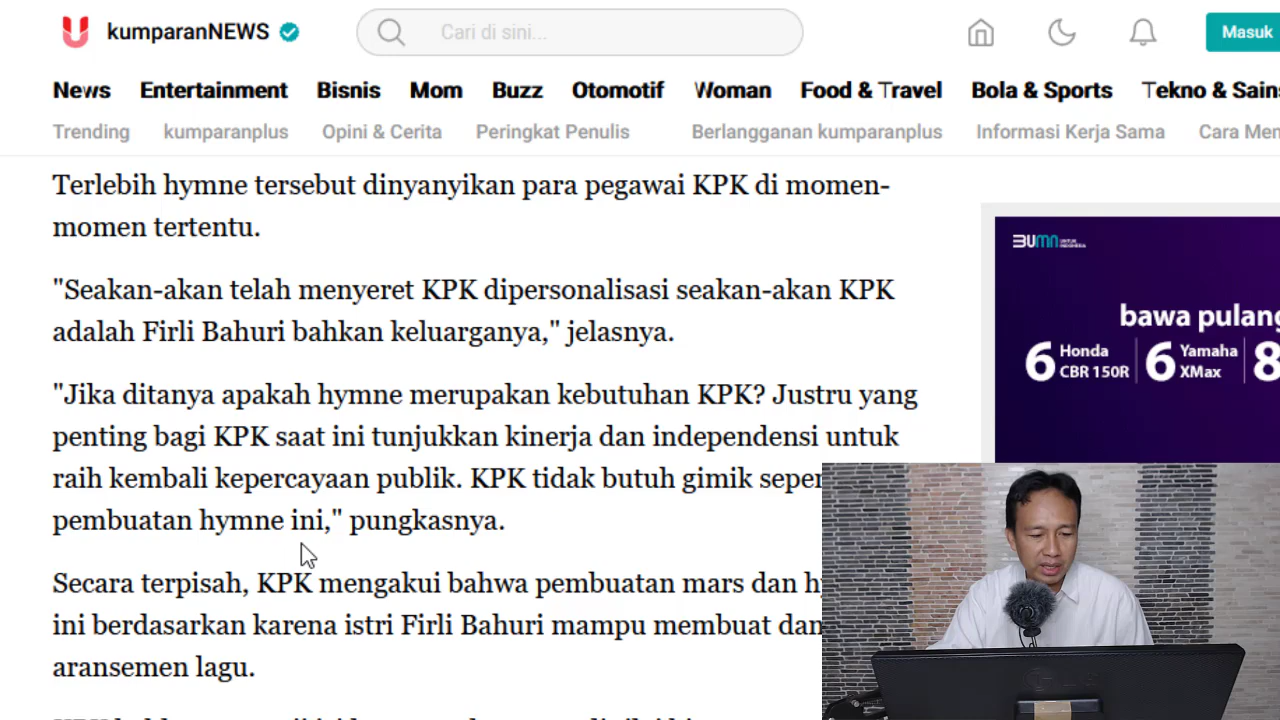 kumparanNEWS
Cari di sini...
Masuk
News Entertainment Bisnis Mom Buzz Otomotif Woman Food & Travel Bola & Sports Tekno & Sains
Trending kumparanplus Opini & Cerita Peringkat Penulis Berlangganan kumparanplus Informasi Kerja Sama Cara
Terlebih hymne tersebut dinyanyikan para pegawai KPK di momen-
momen tertentu.
"Seakan-akan telah menyeret KPK dipersonalisasi seakan-akan KPK
adalah Firli Bahuri bahkan keluarganya," jelasnya.
"Jika ditanya apakah hymne merupakan kebutuhan KPK? Justru yang
penting bagi KPK saat ini tunjukkan kinerja dan independensi untuk
raih kembali kepercayaan publik. KPK tidak butuh gimik
pembuatan hymne ini," pungkasnya.
Secara terpisah, KPK mengakui bahwa pembuatan mars dan
ini berdasarkan karena istri Firli Bahuri mampu membuat dan
aransemen lagu.
BUMN UNTUK INDONESIA
bawa pulang
6 Honda CBR 150R 6 Yamaha XMax 8